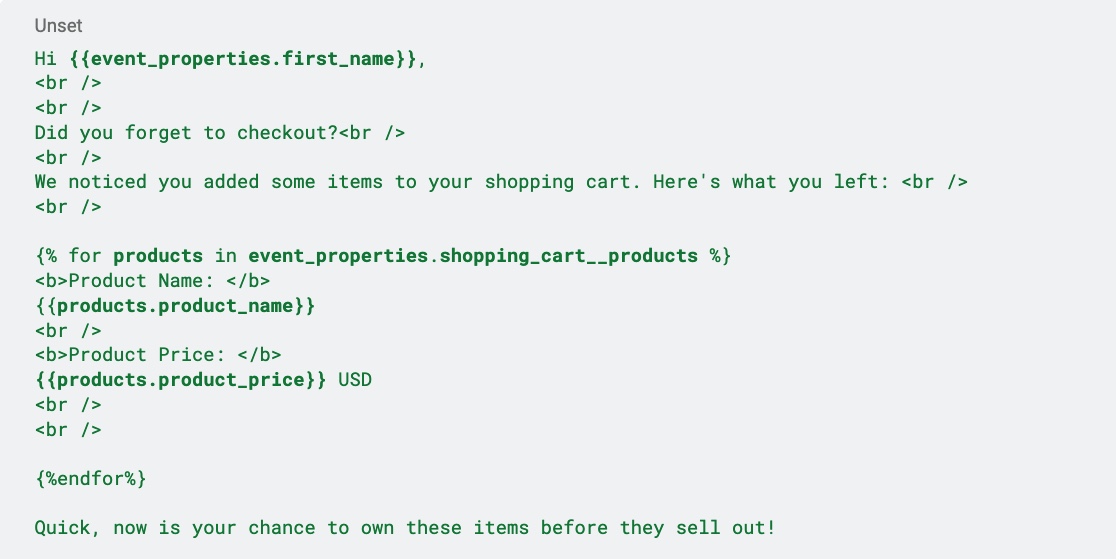 Unset
Hi {{event_properties.first_name}},
<br />
<br />
Did you forget to checkout?<br />
<br />
We noticed you added some items to your shopping cart. Here's what you left: <br />
<br />
{% for products in event_properties.shopping_cart__products %}
<b>Product Name: </b>
{{products.product_name}}
<br />
<b>Product Price: </b>
{{products.product_price}} USD
<br />
<br />
{%endfor%}
Quick, now is your chance to own these items before they sell out!